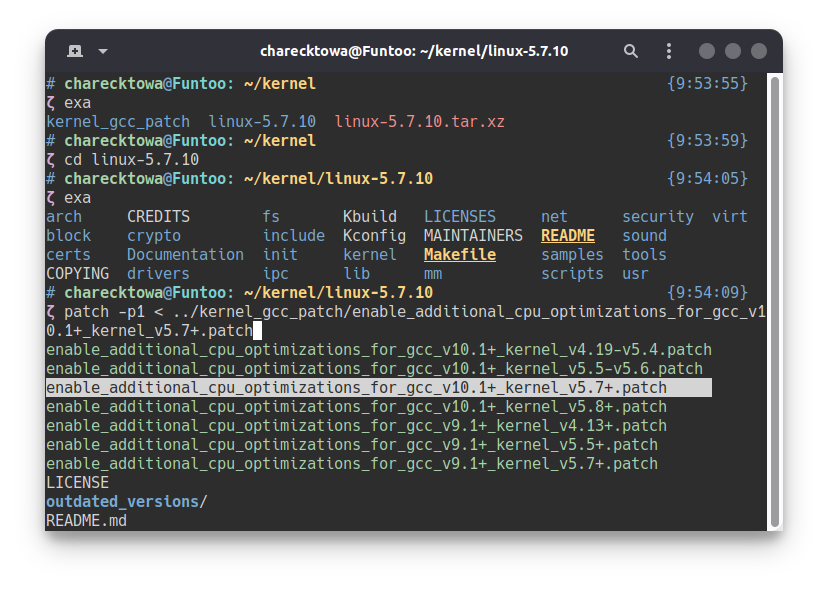 charecktowa@Funtoo: ~/kernel/linux-5.7.10
# charecktowa@Funtoo: ~/kernel {9:53:55}
ζ exa
kernel_gcc_patch linux-5.7.10 linux-5.7.10.tar.xz
# charecktowa@Funtoo: ~/kernel {9:53:59}
ζ cd linux-5.7.10
# charecktowa@Funtoo: ~/kernel/linux-5.7.10 {9:54:05}
ζ exa
arch CREDITS fs Kbuild LICENSES net security virt
block crypto include Kconfig MAINTAINERS README sound
certs Documentation init kernel Makefile samples tools
COPYING drivers ipc lib mm scripts usr
# charecktowa@Funtoo: ~/kernel/linux-5.7.10 {9:54:09}
ζ patch -p1 < ../kernel_gcc_patch/enable_additional_cpu_optimizations_for_gcc_v1
0.1+_kernel_v5.7+.patch
enable_additional_cpu_optimizations_for_gcc_v10.1+_kernel_v4.19-v5.4.patch
enable_additional_cpu_optimizations_for_gcc_v10.1+_kernel_v5.5-v5.6.patch
enable_additional_cpu_optimizations_for_gcc_v10.1+_kernel_v5.7+.patch
enable_additional_cpu_optimizations_for_gcc_v10.1+_kernel_v5.8+.patch
enable_additional_cpu_optimizations_for_gcc_v9.1+_kernel_v4.13+.patch
enable_additional_cpu_optimizations_for_gcc_v9.1+_kernel_v5.5+.patch
enable_additional_cpu_optimizations_for_gcc_v9.1+_kernel_v5.7+.patch
LICENSE
outdated_versions/
README.md